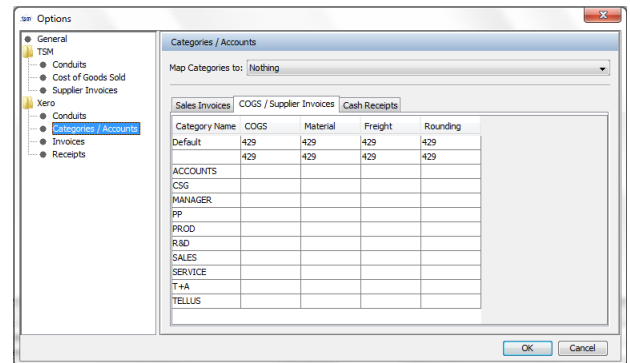 tsm Options
General
TSM
Conduits
Cost of Goods Sold
Supplier Invoices
Xero
Conduits
Categories / Accounts
Invoices
Receipts
Categories / Accounts
Map Categories to: Nothing
Sales Invoices COGS / Supplier Invoices Cash Receipts
Category Name COGS Material Freight Rounding
Default 429 429 429 429
429 429 429 429
ACCOUNTS
CSG
MANAGER
PP
PROD
R&D
SALES
SERVICE
T+A
TELLUS
OK Cancel